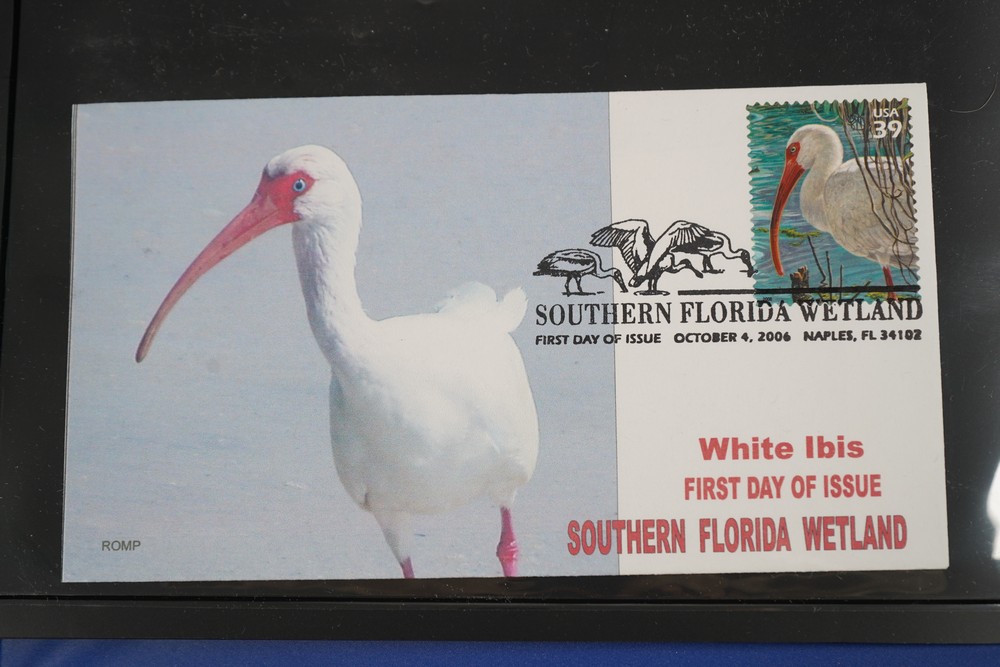 USA
39
SOUTHERN FLORIDA WETLAND
FIRST DAY OF ISSUE OCTOBER 4, 2006 NAPLES, FL 34102
White Ibis
FIRST DAY OF ISSUE
SOUTHERN FLORIDA WETLAND
ROMP